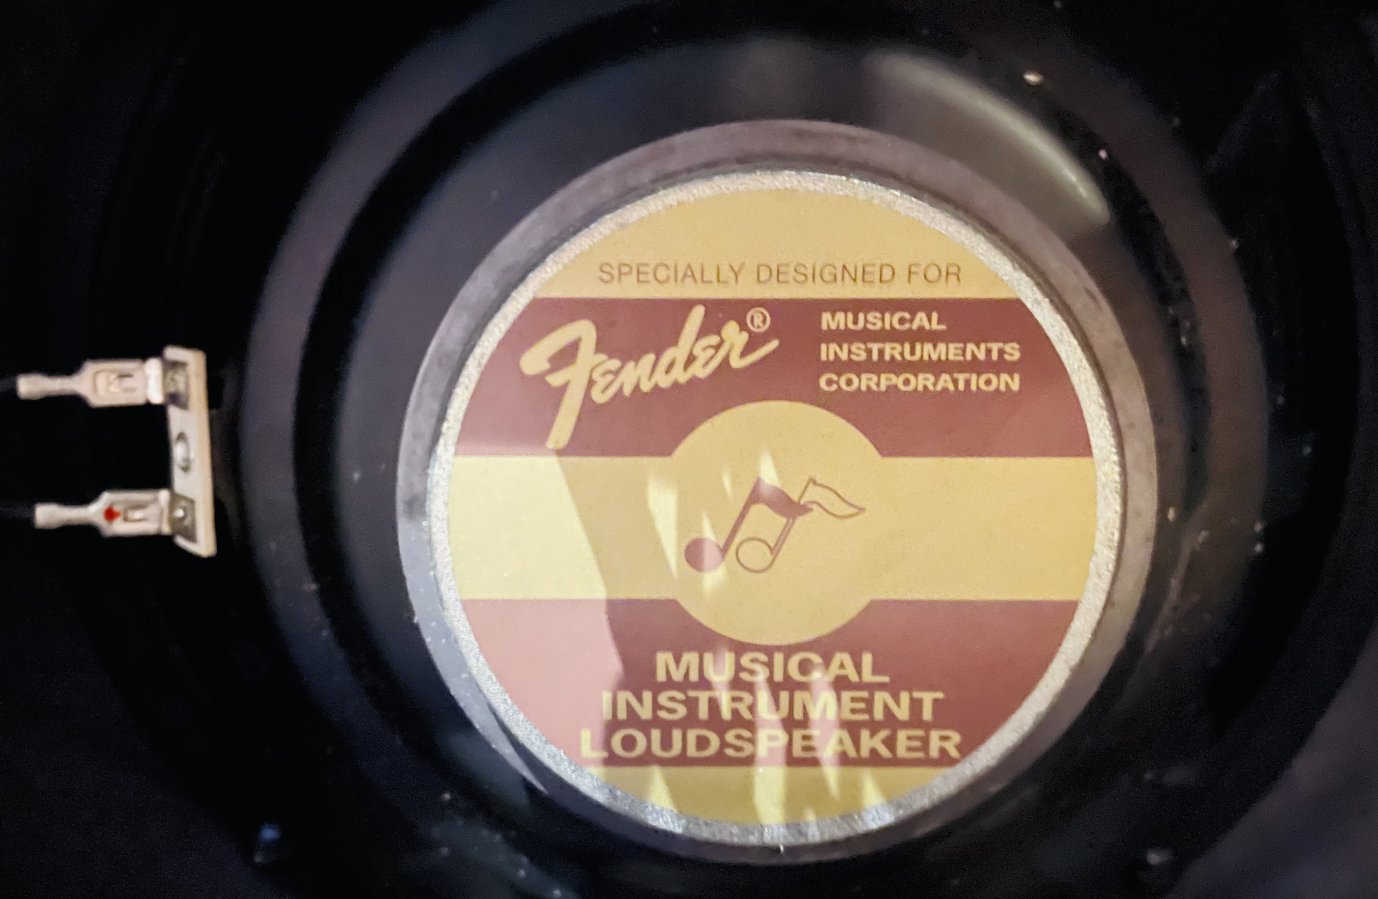 SPECIALLY DESIGNED FOR
Fender®
MUSICAL
INSTRUMENTS
CORPORATION
MUSICAL
INSTRUMENT
LOUDSPEAKER